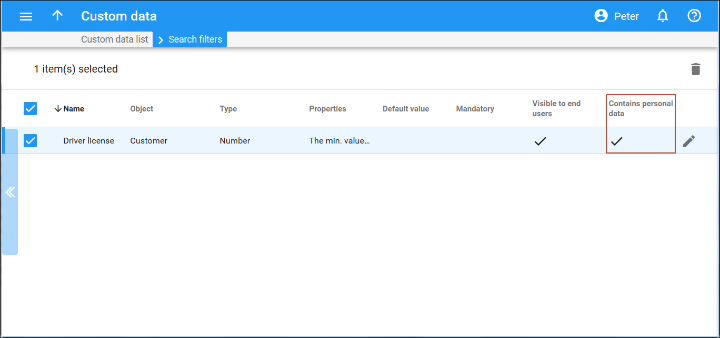 Custom data
Peter
Custom data list
Search filters
1 item(s) selected
Name Object Type Properties Default value Mandatory Visible to end users Contains personal data
Driver license Customer Number The min. value...